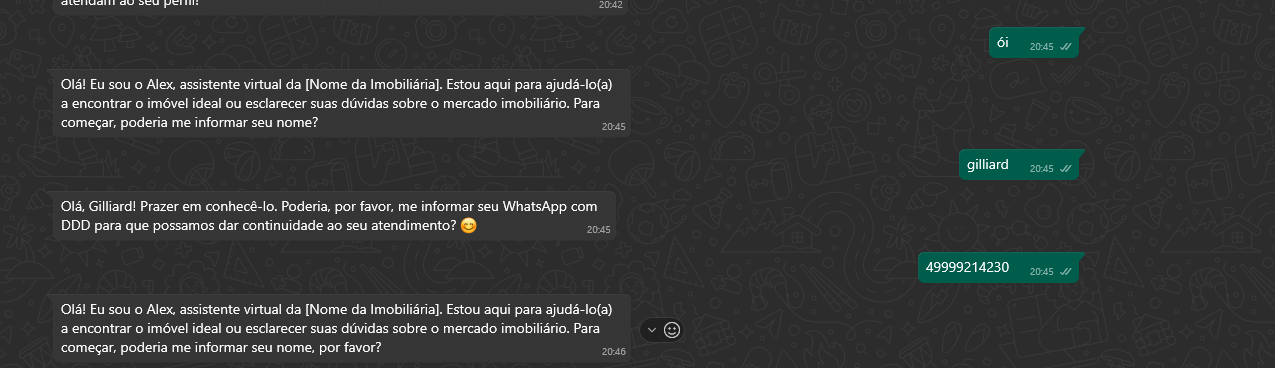 atendam ao seu perfil!
20:42
ói
20:45
Olá! Eu sou o Alex, assistente virtual da [Nome da Imobiliária]. Estou aqui para ajudá-lo(a)
a encontrar o imóvel ideal ou esclarecer suas dúvidas sobre o mercado imobiliário. Para
começar, poderia me informar seu nome?
20:45
gilliard
20:45
Olá, Gilliard! Prazer em conhecê-lo. Poderia, por favor, me informar seu WhatsApp com
DDD para que possamos dar continuidade ao seu atendimento? 😊
20:45
49999214230
20:45
Olá! Eu sou o Alex, assistente virtual da [Nome da Imobiliária]. Estou aqui para ajudá-lo(a)
a encontrar o imóvel ideal ou esclarecer suas dúvidas sobre o mercado imobiliário. Para
começar, poderia me informar seu nome, por favor?
20:46